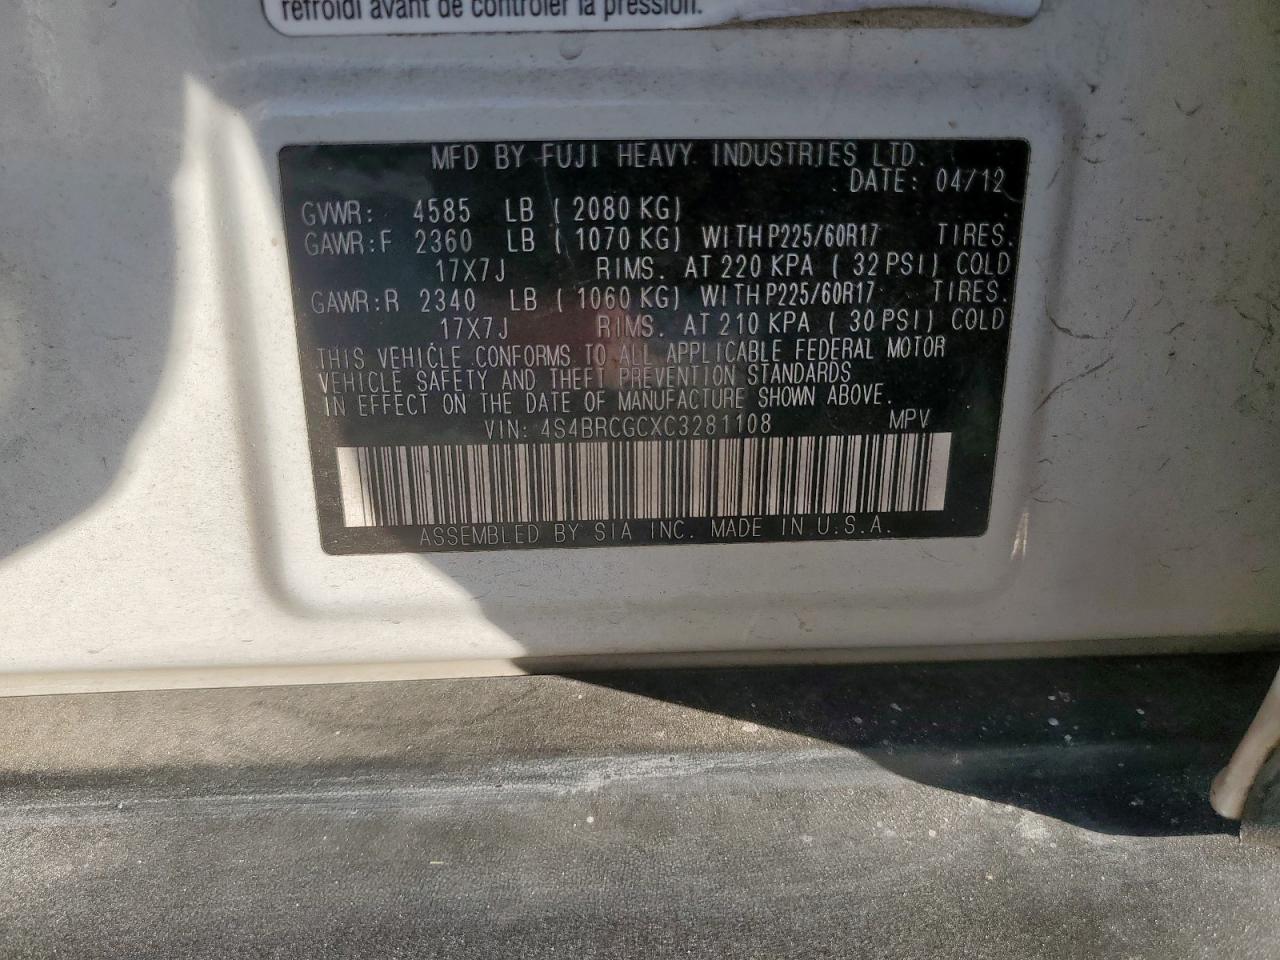 refroidi avant de contrôler la pression.
MFD BY FUJI HEAVY INDUSTRIES LTD.
DATE: 04/12
GVWR: 4585 LB ( 2080 KG)
GAWR:F 2360 LB ( 1070 KG) WITH P225/60R17 TIRES.
17X7J RIMS. AT 220 KPA ( 32 PSI) COLD
GAWR:R 2340 LB ( 1060 KG) WITH P225/60R17 TIRES.
17X7J RIMS. AT 210 KPA ( 30 PSI) COLD
THIS VEHICLE CONFORMS TO ALL APPLICABLE FEDERAL MOTOR
VEHICLE SAFETY AND THEFT PREVENTION STANDARDS
IN EFFECT ON THE DATE OF MANUFACTURE SHOWN ABOVE.
VIN: 4S4BRCGCXC3281108 MPV
ASSEMBLED BY SIA INC. MADE IN U.S.A.